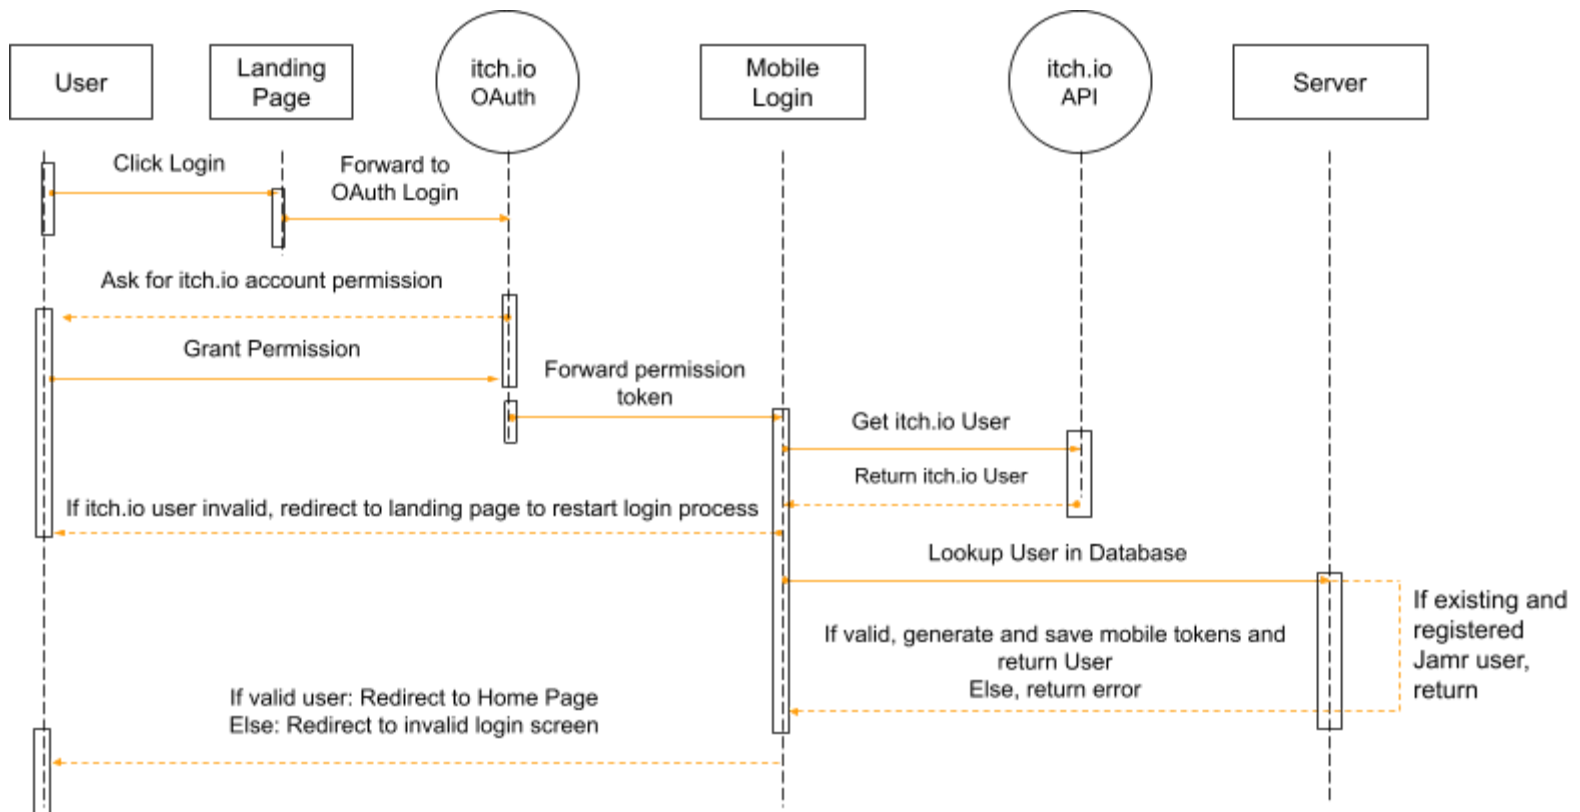 User
Landing
Page
itch.io
OAuth
Mobile
Login
itch.io
API
Server
Click Login
Forward to
OAuth Login
Ask for itch.io account permission
Grant Permission
Forward permission
token
Get itch.io User
Return itch.io User
If itch.io user invalid, redirect to landing page to restart login process
Lookup User in Database
If existing and
registered
Jamr user,
return
If valid, generate and save mobile tokens and
return User
Else, return error
If valid user: Redirect to Home Page
Else: Redirect to invalid login screen